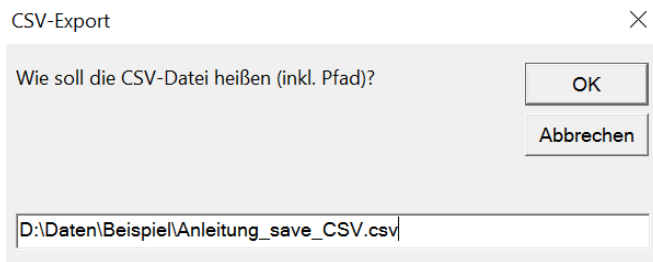 CSV-Export
Wie soll die CSV-Datei heißen (inkl. Pfad)?
OK
Abbrechen
D:\Daten\Beispiel\Anleitung_save_CSV.csv